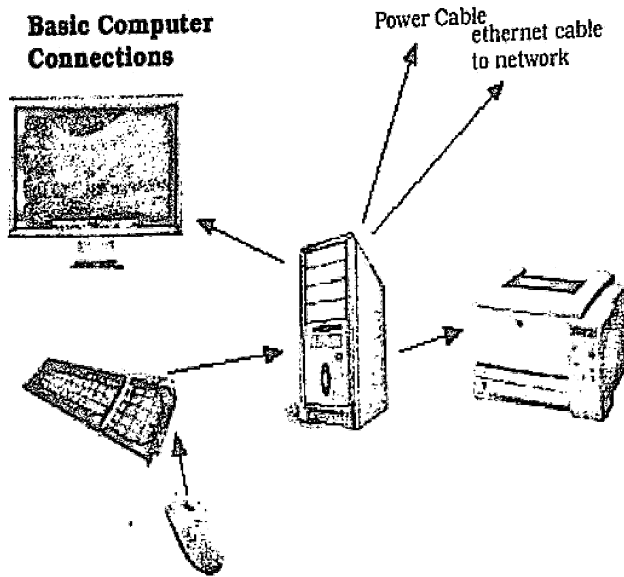 Basic Computer
Connections
Power Cable
ethernet cable
to network